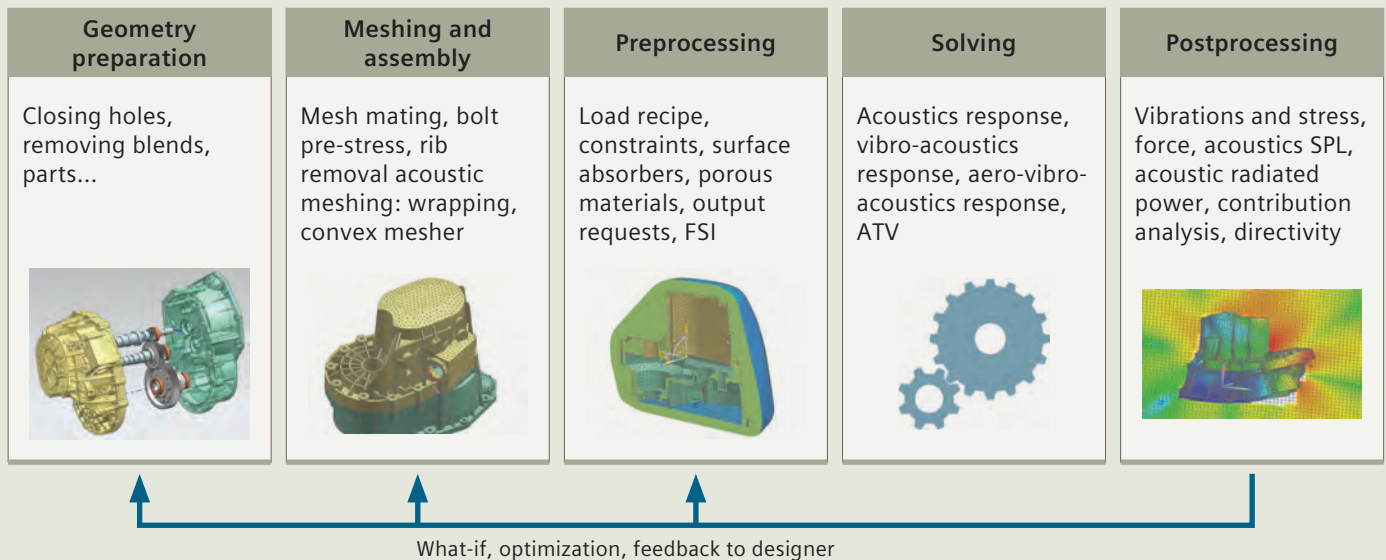 Geometry
preparation
Closing holes,
removing blends,
parts...
Meshing and
assembly
Mesh mating, bolt
pre-stress, rib
removal acoustic
meshing: wrapping,
convex mesher
Preprocessing
Load recipe,
constraints, surface
absorbers, porous
materials, output
requests, FSI
Solving
Acoustics response,
vibro-acoustics
response, aero-vibro-
acoustics response,
ATV
Postprocessing
Vibrations and stress,
force, acoustics SPL,
acoustic radiated
power, contribution
analysis, directivity
What-if, optimization, feedback to designer